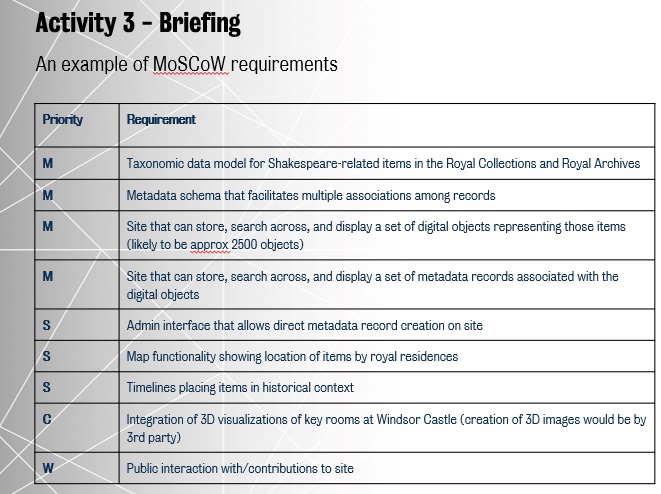 Activity 3 - Briefing
An example of MoSCoW requirements
Priority Requirement
M Taxonomic data model for Shakespeare-related items in the Royal Collections and Royal Archives
M Metadata schema that facilitates multiple associations among records
M Site that can store, search across, and display a set of digital objects representing those items
(likely to be approx 2500 objects)
M Site that can store, search across, and display a set of metadata records associated with the
digital objects
S Admin interface that allows direct metadata record creation on site
S Map functionality showing location of items by royal residences
S Timelines placing items in historical context
C Integration of 3D visualizations of key rooms at Windsor Castle (creation of 3D images would be by
3rd party)
W Public interaction with/contributions to site